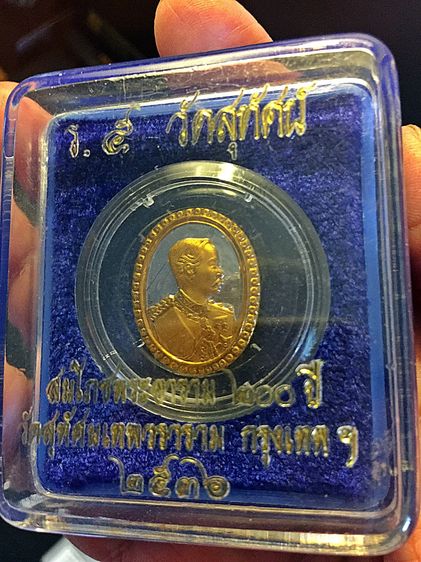 ร. ๕ วัดสุทัศน์
สมโภชพระอาราม ๒๐๐ ปี
วัดสุทัศนเทพวราราม กรุงเทพ ฯ
๒๕๓๖